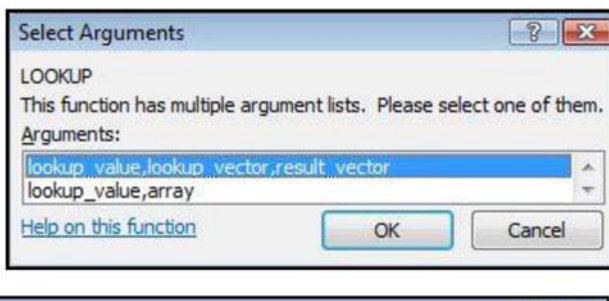 Select Arguments
LOOKUP
This function has multiple argument lists. Please select one of them.
Arguments:
lookup_value,lookup_vector,result_vector
lookup_value,array
Help on this function
OK
Cancel